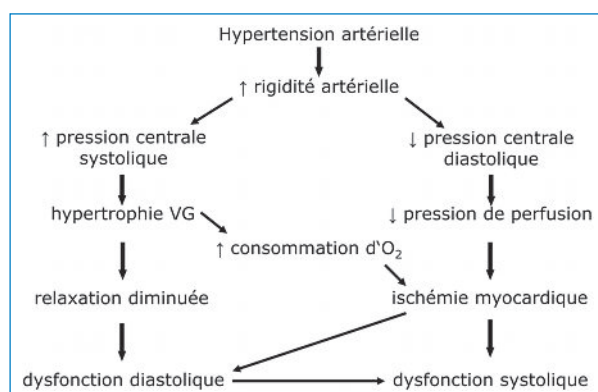 Hypertension artérielle
↑ rigidité artérielle
↑ pression centrale
systolique
↓ pression centrale
diastolique
hypertrophie VG
↓ pression de perfusion
↑ consommation d'O₂
relaxation diminuée
ischémie myocardique
dysfonction diastolique
dysfonction systolique